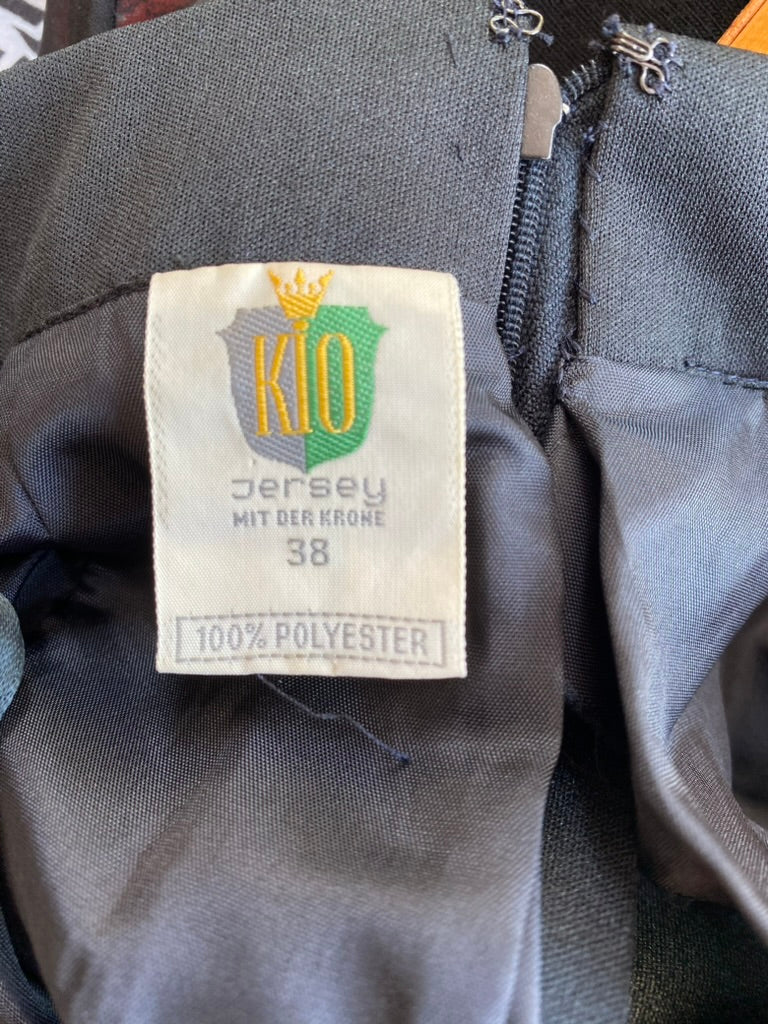 KIO
Jersey
MIT DER KRONE
38
100% POLYESTER